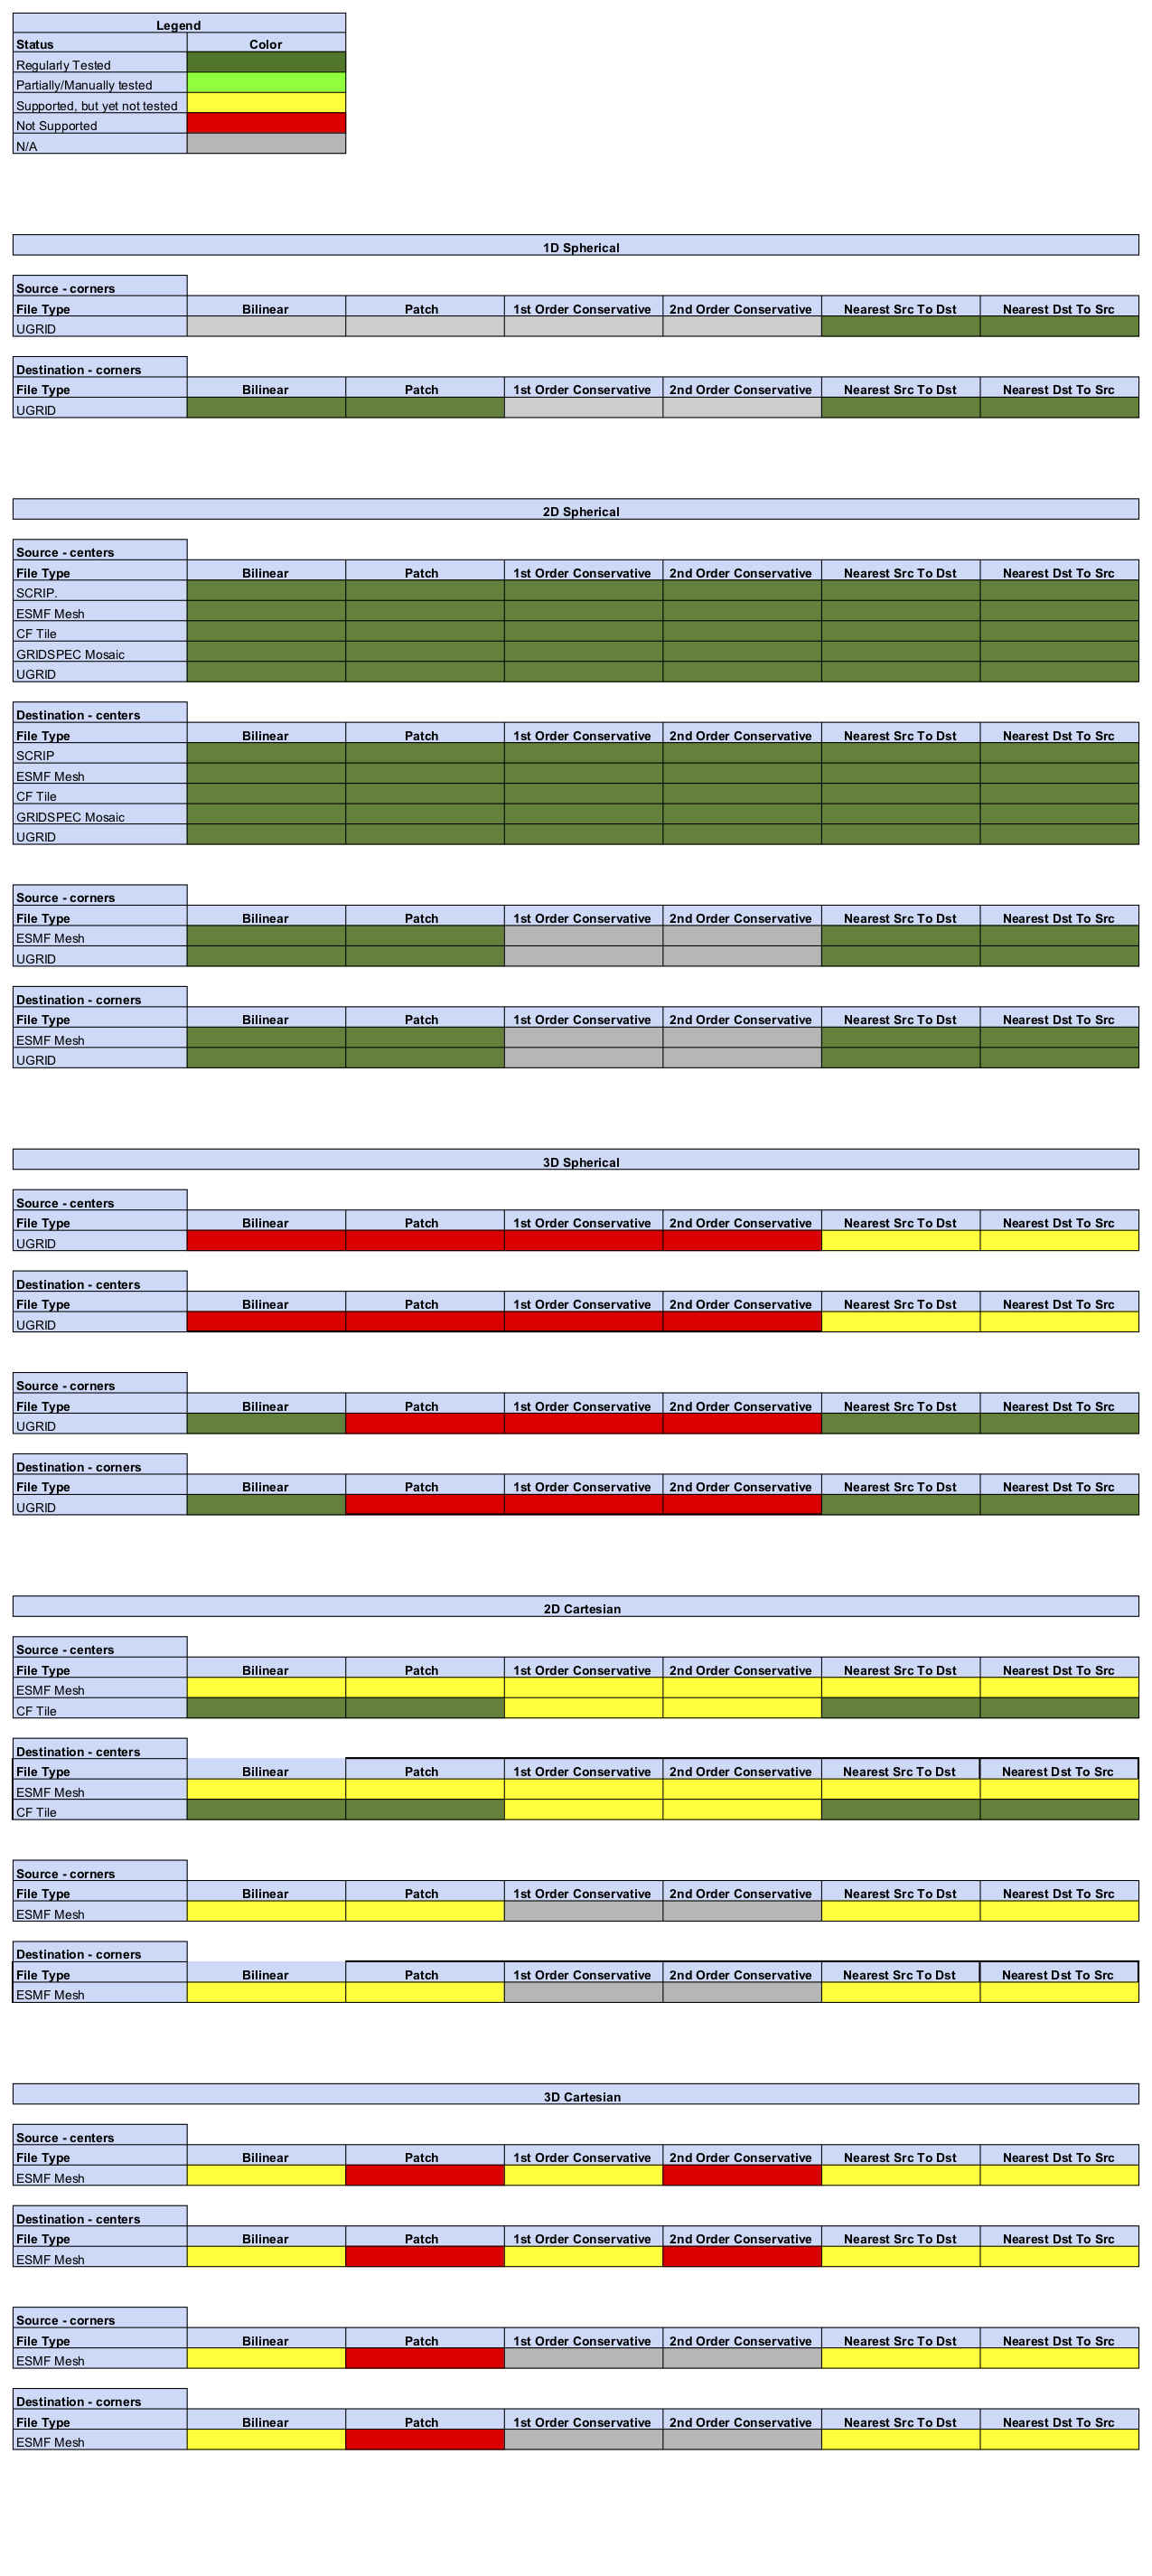 Legend
Status Color
Regularly Tested
Partially/Manually tested
Supported, but yet not tested
Not Supported
N/A
1D Spherical
Source - corners
File Type Bilinear Patch 1st Order Conservative 2nd Order Conservative Nearest Src To Dst Nearest Dst To Src
UGRID
Destination - corners
File Type Bilinear Patch 1st Order Conservative 2nd Order Conservative Nearest Src To Dst Nearest Dst To Src
UGRID
2D Spherical
Source - centers
File Type Bilinear Patch 1st Order Conservative 2nd Order Conservative Nearest Src To Dst Nearest Dst To Src
SCRIP.
ESMF Mesh
CF Tile
GRIDSPEC Mosaic
UGRID
Destination - centers
File Type Bilinear Patch 1st Order Conservative 2nd Order Conservative Nearest Src To Dst Nearest Dst To Src
SCRIP
ESMF Mesh
CF Tile
GRIDSPEC Mosaic
UGRID
Source - corners
File Type Bilinear Patch 1st Order Conservative 2nd Order Conservative Nearest Src To Dst Nearest Dst To Src
ESMF Mesh
UGRID
Destination - corners
File Type Bilinear Patch 1st Order Conservative 2nd Order Conservative Nearest Src To Dst Nearest Dst To Src
ESMF Mesh
UGRID
3D Spherical
Source - centers
File Type Bilinear Patch 1st Order Conservative 2nd Order Conservative Nearest Src To Dst Nearest Dst To Src
UGRID
Destination - centers
File Type Bilinear Patch 1st Order Conservative 2nd Order Conservative Nearest Src To Dst Nearest Dst To Src
UGRID
Source - corners
File Type Bilinear Patch 1st Order Conservative 2nd Order Conservative Nearest Src To Dst Nearest Dst To Src
UGRID
Destination - corners
File Type Bilinear Patch 1st Order Conservative 2nd Order Conservative Nearest Src To Dst Nearest Dst To Src
UGRID
2D Cartesian
Source - centers
File Type Bilinear Patch 1st Order Conservative 2nd Order Conservative Nearest Src To Dst Nearest Dst To Src
ESMF Mesh
CF Tile
Destination - centers
File Type Bilinear Patch 1st Order Conservative 2nd Order Conservative Nearest Src To Dst Nearest Dst To Src
ESMF Mesh
CF Tile
Source - corners
File Type Bilinear Patch 1st Order Conservative 2nd Order Conservative Nearest Src To Dst Nearest Dst To Src
ESMF Mesh
Destination - corners
File Type Bilinear Patch 1st Order Conservative 2nd Order Conservative Nearest Src To Dst Nearest Dst To Src
ESMF Mesh
3D Cartesian
Source - centers
File Type Bilinear Patch 1st Order Conservative 2nd Order Conservative Nearest Src To Dst Nearest Dst To Src
ESMF Mesh
Destination - centers
File Type Bilinear Patch 1st Order Conservative 2nd Order Conservative Nearest Src To Dst Nearest Dst To Src
ESMF Mesh
Source - corners
File Type Bilinear Patch 1st Order Conservative 2nd Order Conservative Nearest Src To Dst Nearest Dst To Src
ESMF Mesh
Destination - corners
File Type Bilinear Patch 1st Order Conservative 2nd Order Conservative Nearest Src To Dst Nearest Dst To Src
ESMF Mesh